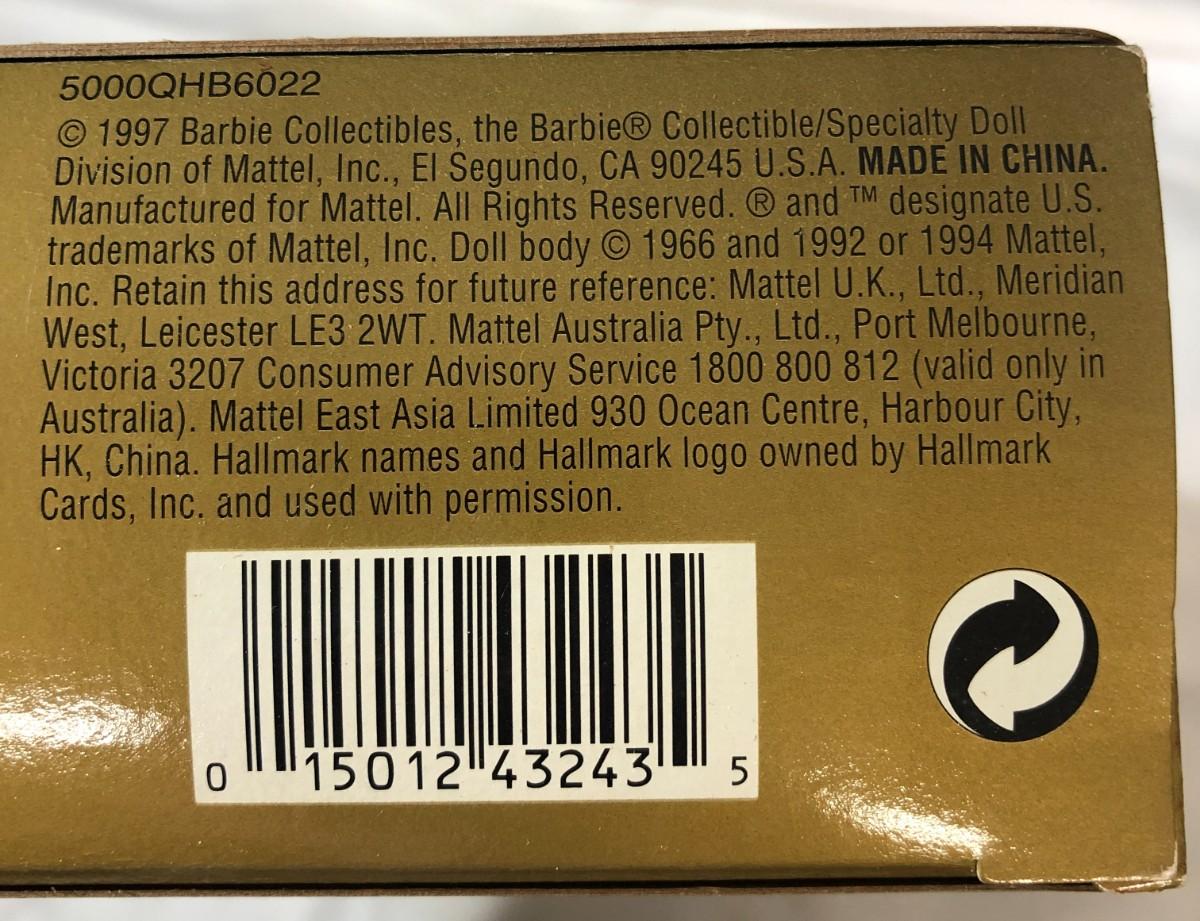 5000QHB6022
© 1997 Barbie Collectibles, the Barbie® Collectible/Specialty Doll
Division of Mattel, Inc., El Segundo, CA 90245 U.S.A. MADE IN CHINA.
Manufactured for Mattel. All Rights Reserved. ® and ™ designate U.S.
trademarks of Mattel, Inc. Doll body © 1966 and 1992 or 1994 Mattel,
Inc. Retain this address for future reference: Mattel U.K., Ltd., Meridian
West, Leicester LE3 2WT. Mattel Australia Pty., Ltd., Port Melbourne,
Victoria 3207 Consumer Advisory Service 1800 800 812 (valid only in
Australia). Mattel East Asia Limited 930 Ocean Centre, Harbour City,
HK, China. Hallmark names and Hallmark logo owned by Hallmark
Cards, Inc. and used with permission.
0 15012 43243 5